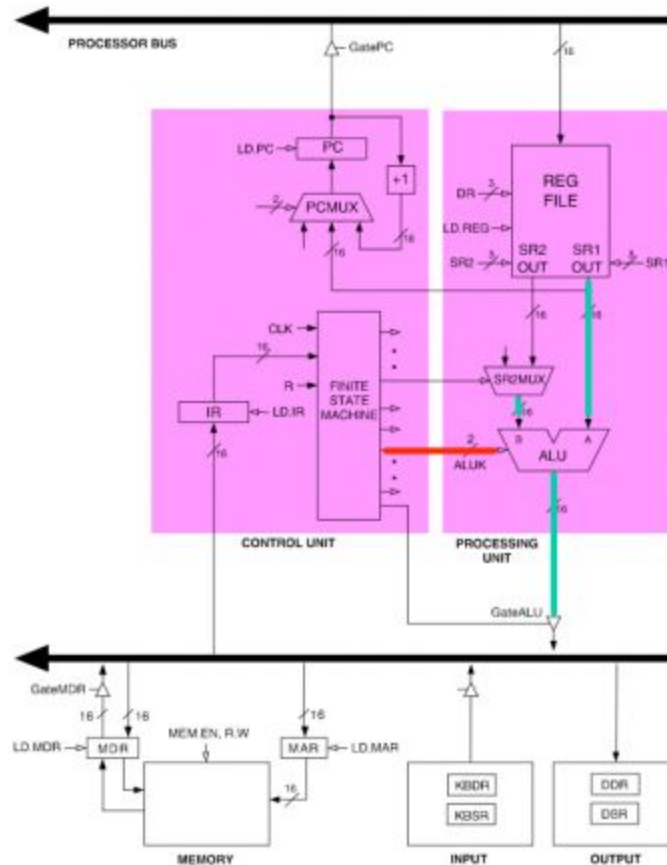 PROCESSOR BUS
GatePC
16
LD.PC
PC
+1
2
PCMUX
16
16
DR
3
REG
FILE
LD.REG
SR2
3
SR2
OUT
SR1
OUT
3
SR1
16
16
CLK
16
R
FINITE
STATE
MACHINE
SR2MUX
IR
LD.IR
16
16
2
ALUK
B
A
ALU
16
CONTROL UNIT
PROCESSING
UNIT
GateALU
GateMDR
16
16
16
MEM.EN, R.W
LD.MDR
MDR
MAR
LD.MAR
16
KBDR
KBSR
DDR
DSR
MEMORY
INPUT
OUTPUT